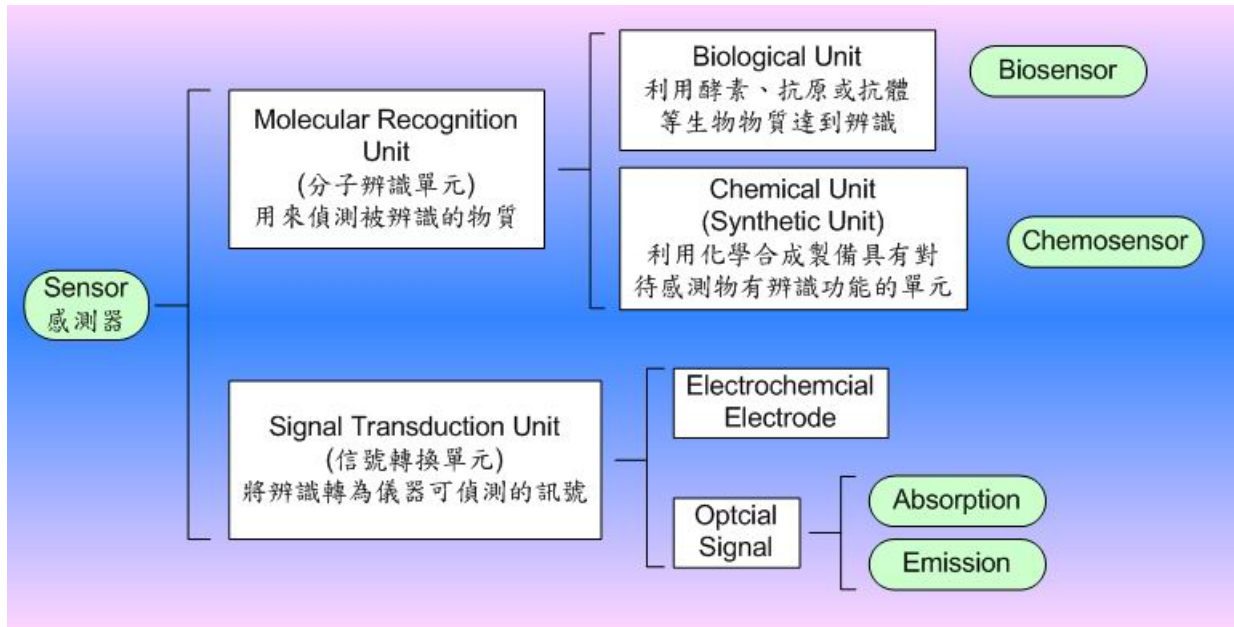 Sensor
感測器
Molecular Recognition
Unit
(分子辨識單元)
用來偵測被辨識的物質
Biological Unit
利用酵素、抗原或抗體
等生物物質達到辨識
Biosensor
Chemical Unit
(Synthetic Unit)
利用化學合成製備具有對
待感測物有辨識功能的單元
Chemosensor
Signal Transduction Unit
(信號轉換單元)
將辨識轉為儀器可偵測的訊號
Electrochemcial
Electrode
Optcial
Signal
Absorption
Emission